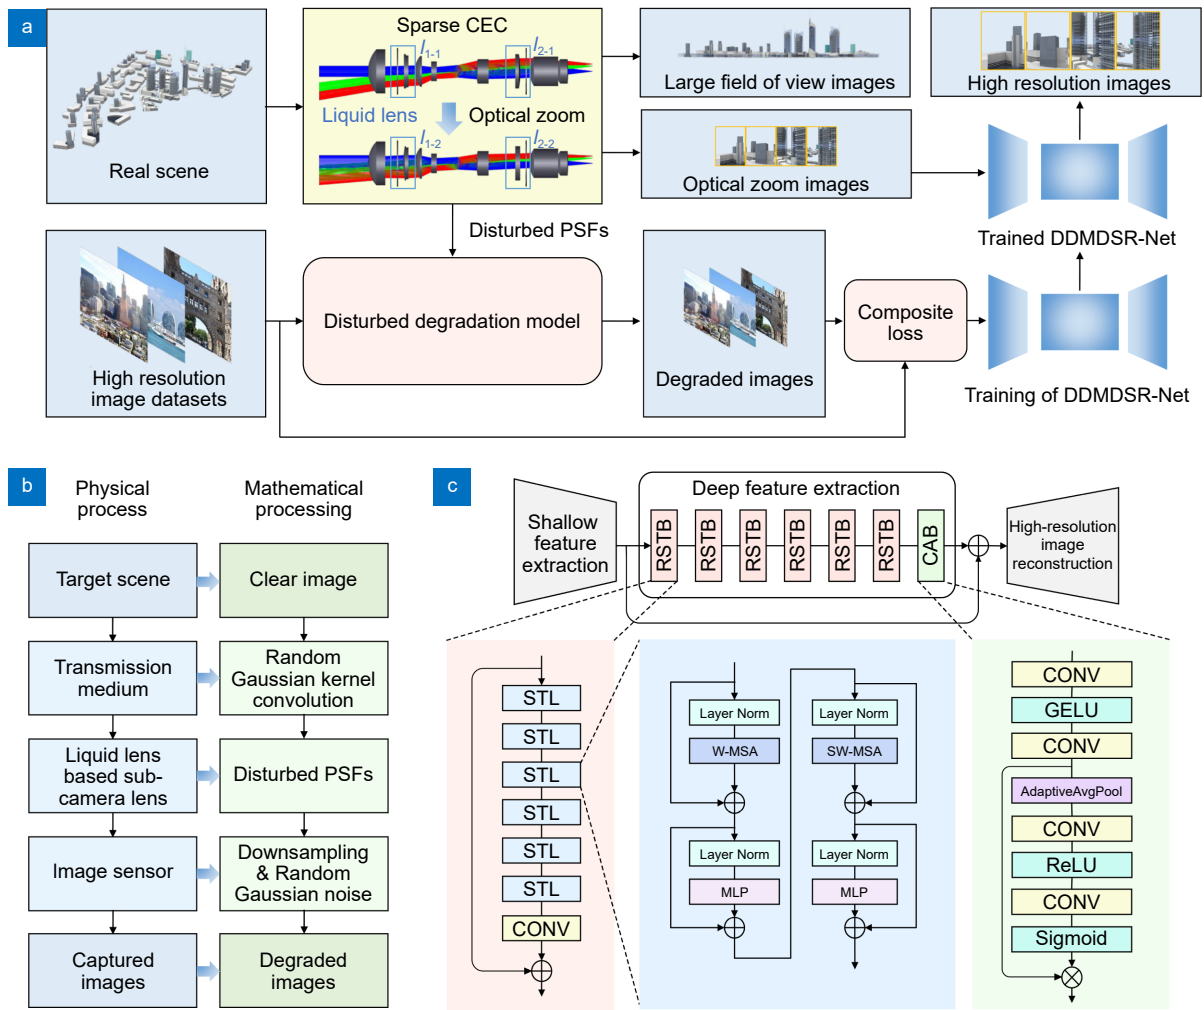 a
Real scene
Sparse CEC
l1-1
l2-1
Liquid lens
Optical zoom
l1-2
l2-2
Large field of view images
Optical zoom images
High resolution images
Trained DDMDSR-Net
Disturbed PSFs
High resolution
image datasets
Disturbed degradation model
Degraded images
Composite
loss
Training of DDMDSR-Net
b
Physical
process
Mathematical
processing
Target scene
Clear image
Transmission
medium
Random
Gaussian kernel
convolution
Liquid lens
based sub-
camera lens
Disturbed PSFs
Image sensor
Downsampling
& Random
Gaussian noise
Captured
images
Degraded
images
c
Shallow
feature
extraction
Deep feature extraction
RSTB
RSTB
RSTB
RSTB
RSTB
RSTB
CAB
High-resolution
image
reconstruction
STL
STL
STL
STL
STL
STL
CONV
Layer Norm
W-MSA
Layer Norm
MLP
Layer Norm
SW-MSA
Layer Norm
MLP
CONV
GELU
CONV
AdaptiveAvgPool
CONV
ReLU
CONV
Sigmoid